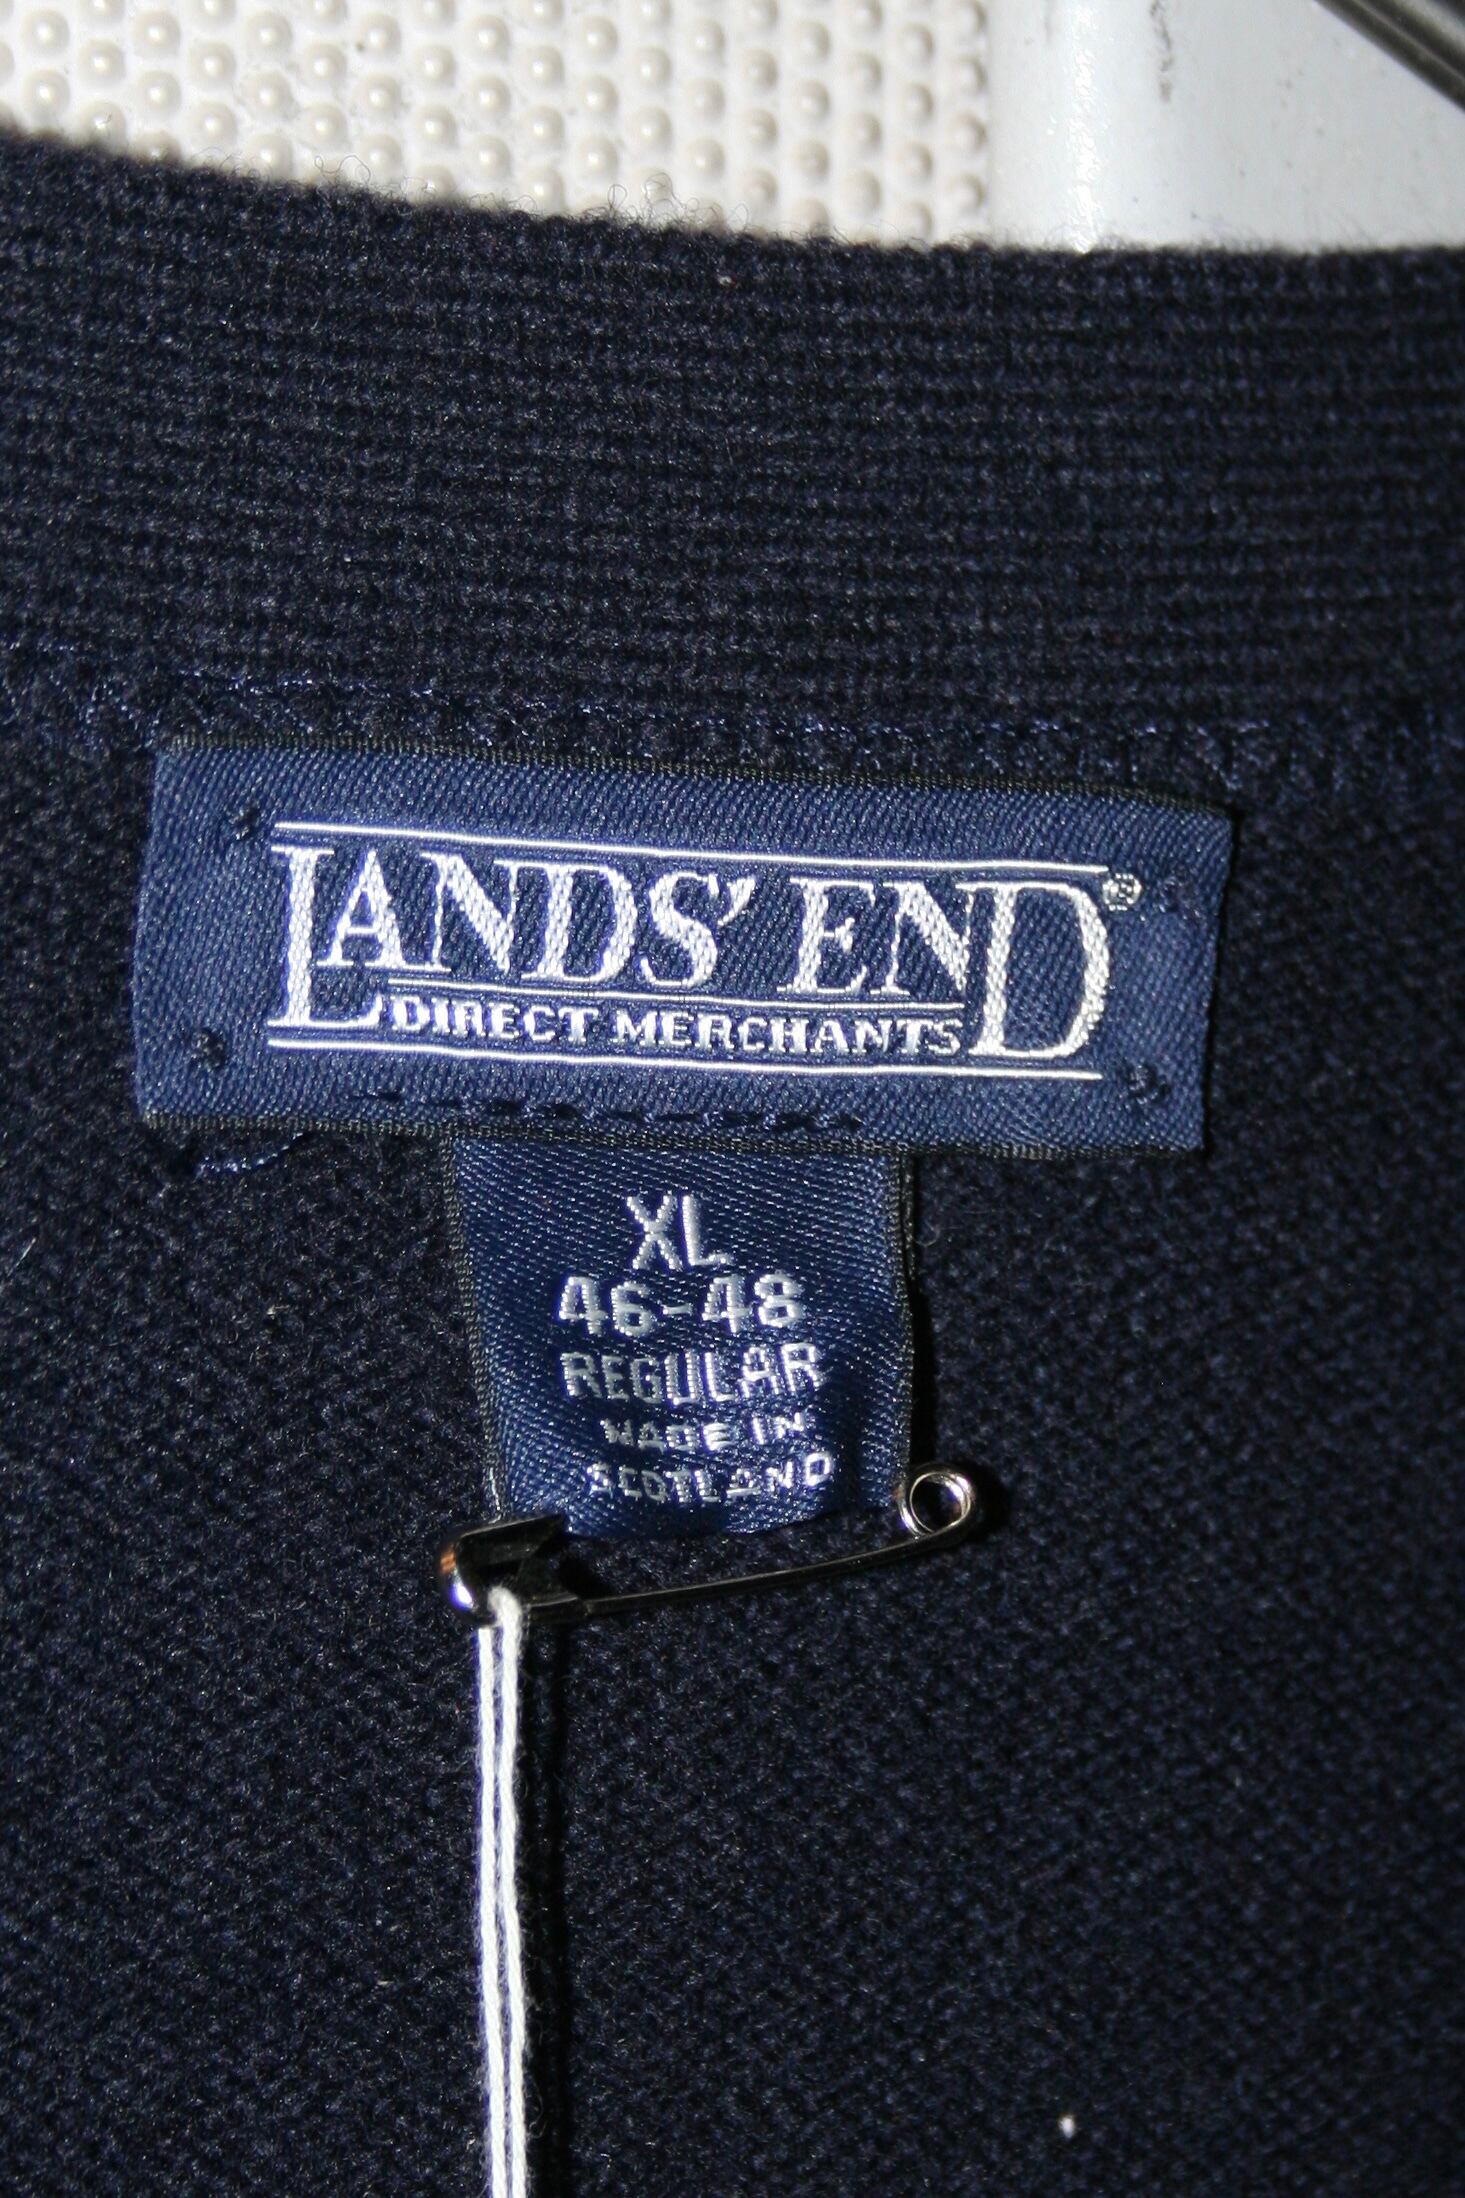 LANDS' END®
DIRECT MERCHANTS
XL
46-48
REGULAR
MADE IN
SCOTLAND